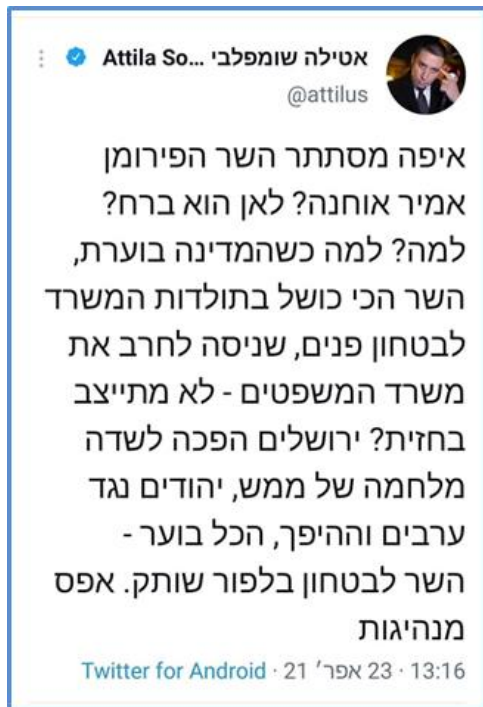 אטילה שומפלבי Attila So...
@attilus
איפה מסתתר השר הפירומן
אמיר אוחנה? לאן הוא ברח?
למה? למה כשהמדינה בוערת,
השר הכי כושל בתולדות המשרד
לבטחון פנים, שניסה לחרב את
משרד המשפטים - לא מתייצב
בחזית? ירושלים הפכה לשדה
מלחמה של ממש, יהודים נגד
ערבים וההיפך, הכל בוער -
השר לבטחון בלפור שותק. אפס
מנהיגות
13:16 · 23 אפר׳ 21 · Twitter for Android